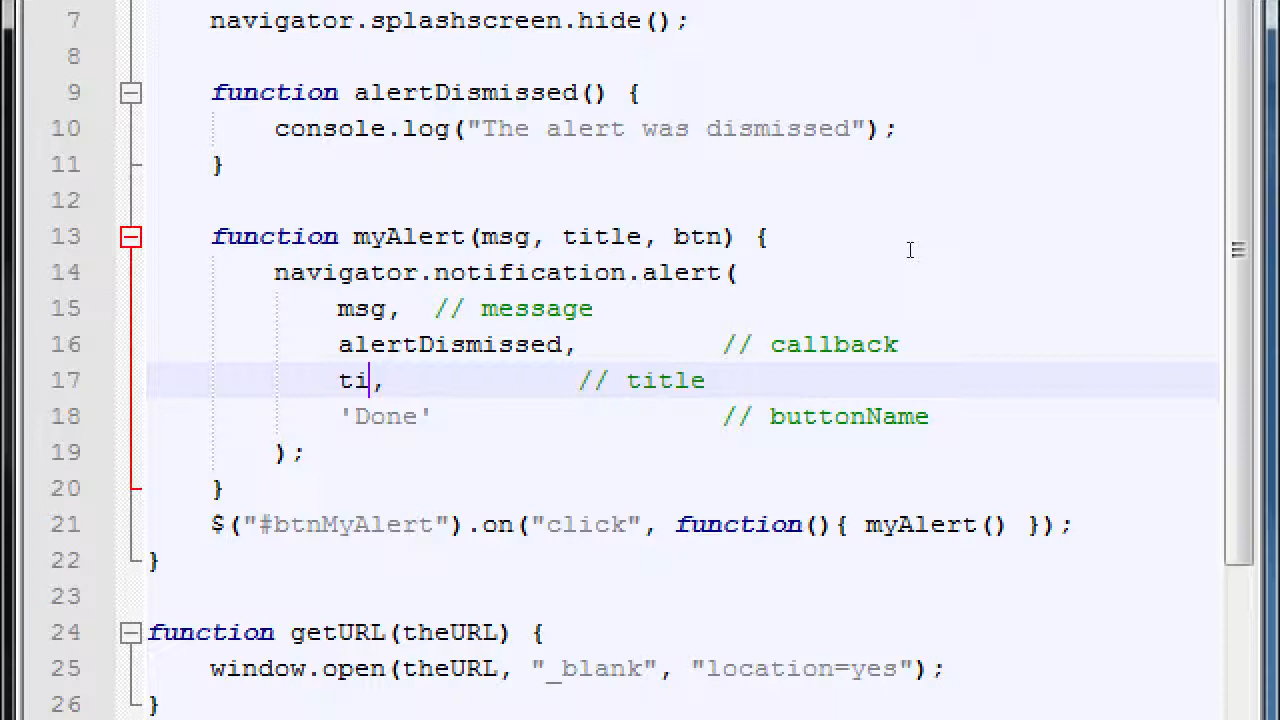 7 navigator.splashscreen.hide();
8
9 function alertDismissed() {
10 console.log("The alert was dismissed");
11 }
12
13 function myAlert(msg, title, btn) {
14 navigator.notification.alert(
15 msg, // message
16 alertDismissed, // callback
17 ti, // title
18 'Done' // buttonName
19 );
20 }
21 $("#btnMyAlert").on("click", function(){ myAlert() });
22 }
23
24 function getURL(theURL) {
25 window.open(theURL, "_blank", "location=yes");
26 }